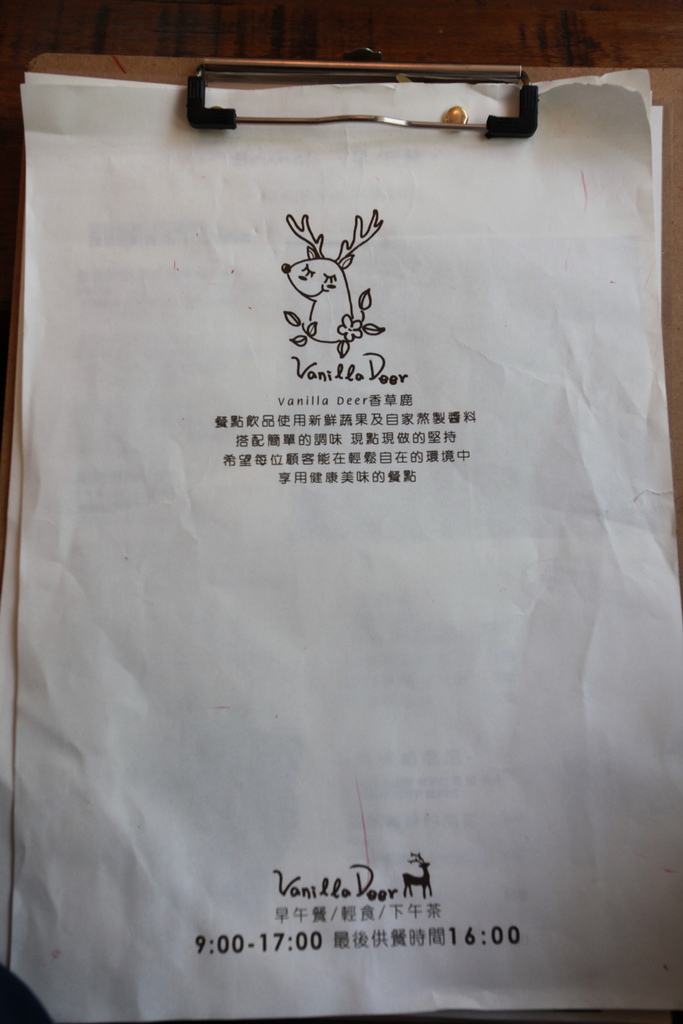 Vanilla Deer
Vanilla Deer香草鹿
餐點飲品使用新鮮蔬果及自家熬製醬料
搭配簡單的調味 現點現做的堅持
希望每位顧客能在輕鬆自在的環境中
享用健康美味的餐點
Vanilla Deer
早午餐/輕食/下午茶
9:00-17:00 最後供餐時間16:00